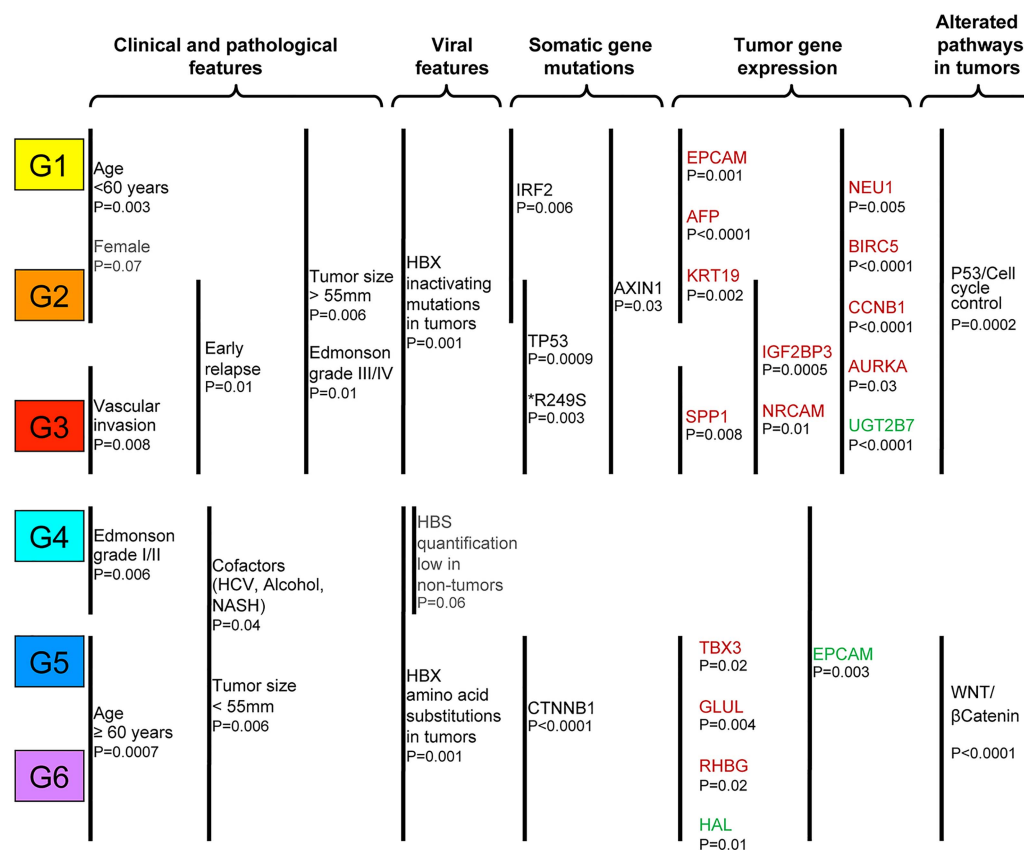 Clinical and pathological
features
Viral
features
Somatic gene
mutations
Tumor gene
expression
Alterated
pathways
in tumors
G1
Age
<60 years
P=0.003
Female
P=0.07
G2
G3
Vascular
invasion
P=0.008
Early
relapse
P=0.01
Tumor size
> 55mm
P=0.006
Edmonson
grade III/IV
P=0.01
HBX
inactivating
mutations
in tumors
P=0.001
IRF2
P=0.006
TP53
P=0.0009
*R249S
P=0.003
AXIN1
P=0.03
EPCAM
P=0.001
AFP
P<0.0001
KRT19
P=0.002
SPP1
P=0.008
IGF2BP3
P=0.0005
NRCAM
P=0.01
NEU1
P=0.005
BIRC5
P<0.0001
CCNB1
P<0.0001
AURKA
P=0.03
UGT2B7
P<0.0001
P53/Cell
cycle
control
P=0.0002
G4
Edmonson
grade I/II
P=0.006
G5
G6
Age
≥ 60 years
P=0.0007
Cofactors
(HCV, Alcohol,
NASH)
P=0.04
Tumor size
< 55mm
P=0.006
HBS
quantification
low in
non-tumors
P=0.06
HBX
amino acid
substitutions
in tumors
P=0.001
CTNNB1
P<0.0001
TBX3
P=0.02
GLUL
P=0.004
RHBG
P=0.02
HAL
P=0.01
EPCAM
P=0.003
WNT/
βCatenin
P<0.0001